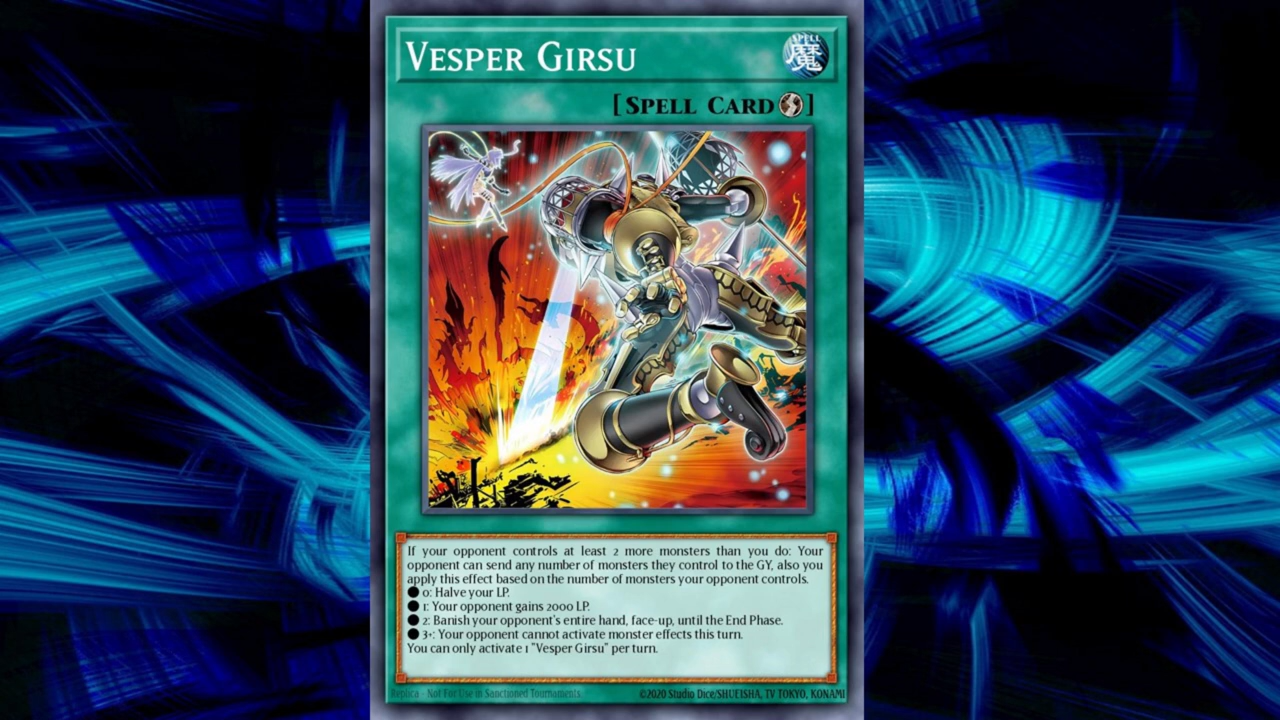 VESPER GIRSU
SPELL
魔
[SPELL CARD]
If your opponent controls at least 2 more monsters than you do: Your
opponent can send any number of monsters they control to the GY, also you
apply this effect based on the number of monsters your opponent controls.
● 0: Halve your LP.
● 1: Your opponent gains 2000 LP.
● 2: Banish your opponent's entire hand, face-up, until the End Phase.
● 3+: Your opponent cannot activate monster effects this turn.
You can only activate 1 "Vesper Girsu" per turn.
Replica - Not For Use in Sanctioned Tournaments
©2020 Studio Dice/SHUEISHA, TV TOKYO, KONAMI